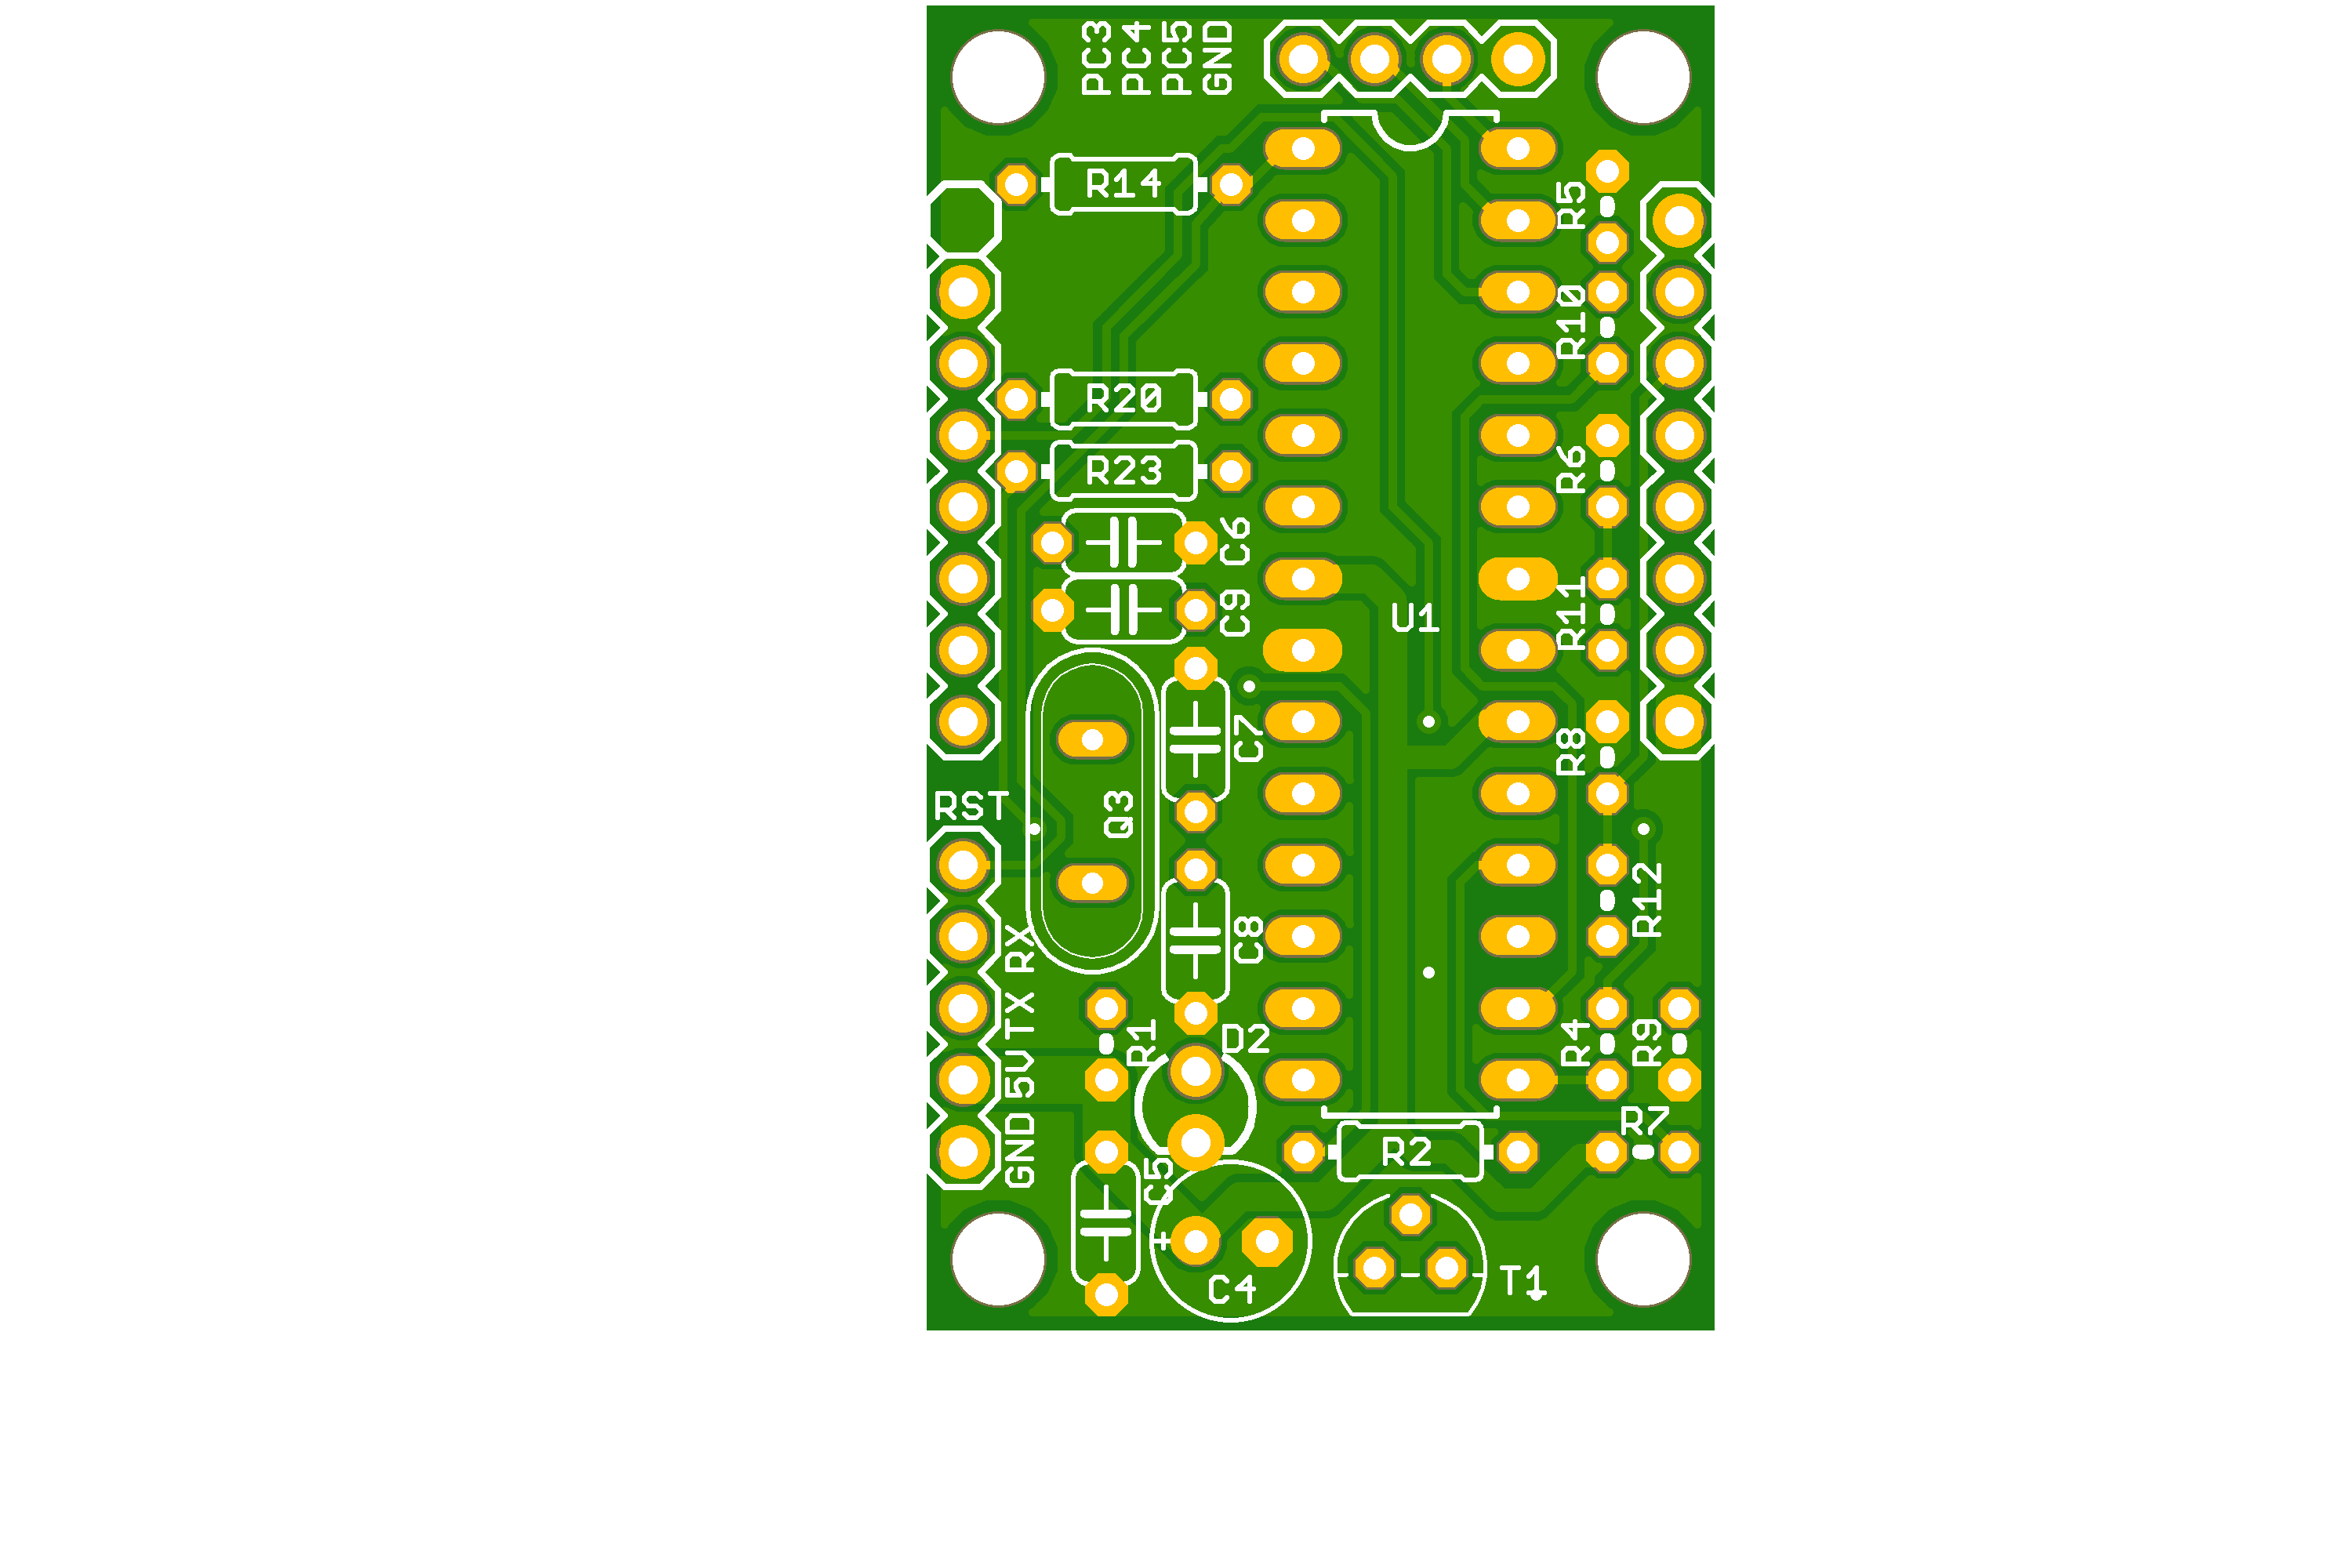 PC3
PC4
PC5
GND
R14
R5
R10
R20
R23
R6
C6
C9
U1
R11
C7
R8
RST
Q3
RX
C8
R12
TX
R1
D2
R4
R9
5V
GND
R7
R2
C5
C4
T1
+